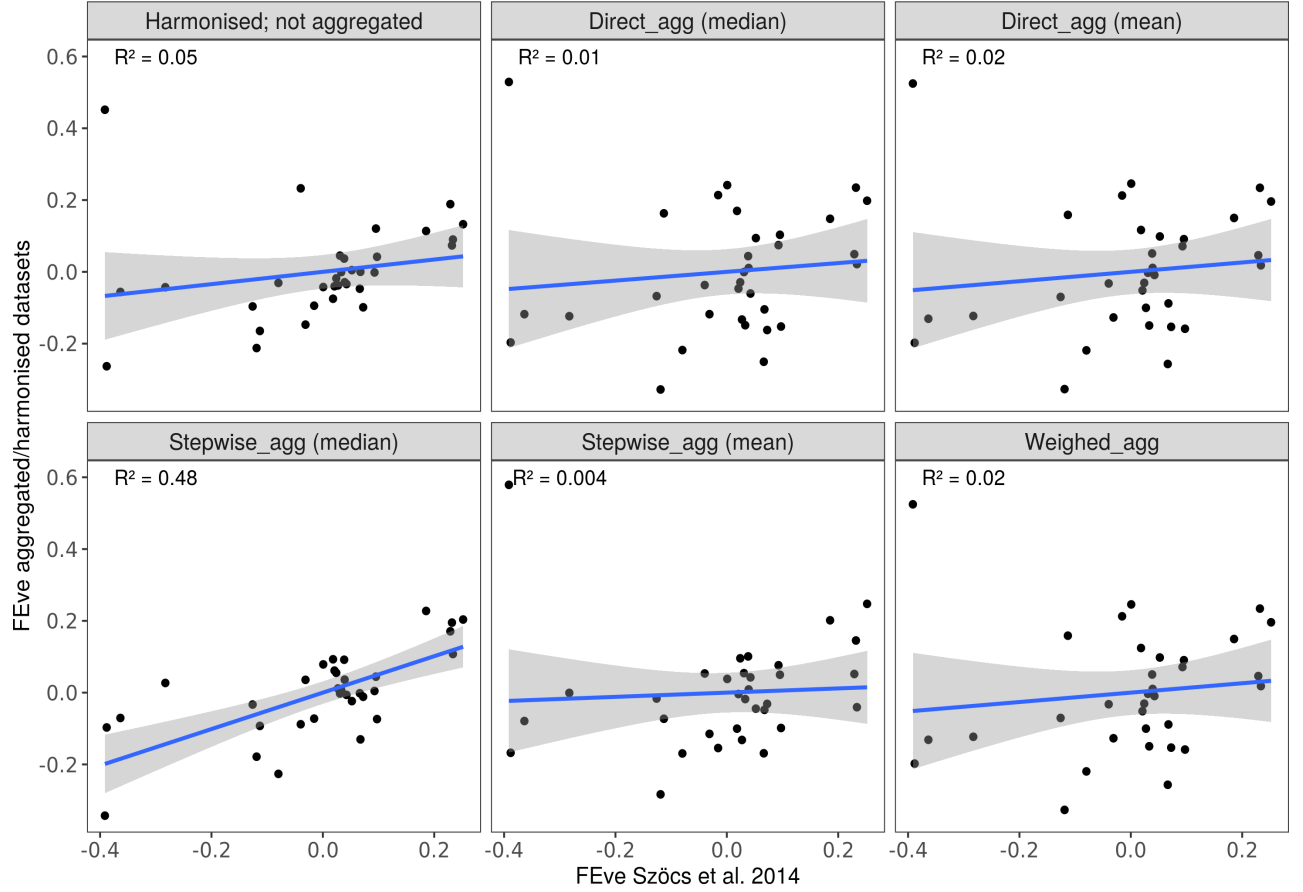 Harmonised; not aggregated
Direct_agg (median)
Direct_agg (mean)
R² = 0.05
R² = 0.01
R² = 0.02
0.6
0.4
0.2
0.0
-0.2
Stepwise_agg (median)
Stepwise_agg (mean)
Weighed_agg
R² = 0.48
R² = 0.004
R² = 0.02
0.6
0.4
0.2
0.0
-0.2
-0.4 -0.2 0.0 0.2
-0.4 -0.2 0.0 0.2
-0.4 -0.2 0.0 0.2
FEve Szöcs et al. 2014
FEve aggregated/harmonised datasets